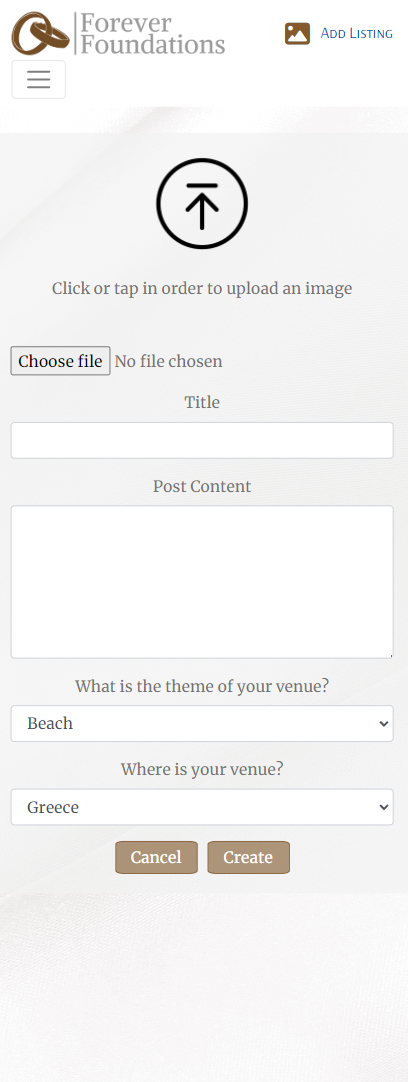 Forever
Foundations
Add Listing
Click or tap in order to upload an image
Choose file No file chosen
Title
Post Content
What is the theme of your venue?
Beach
Where is your venue?
Greece
Cancel Create